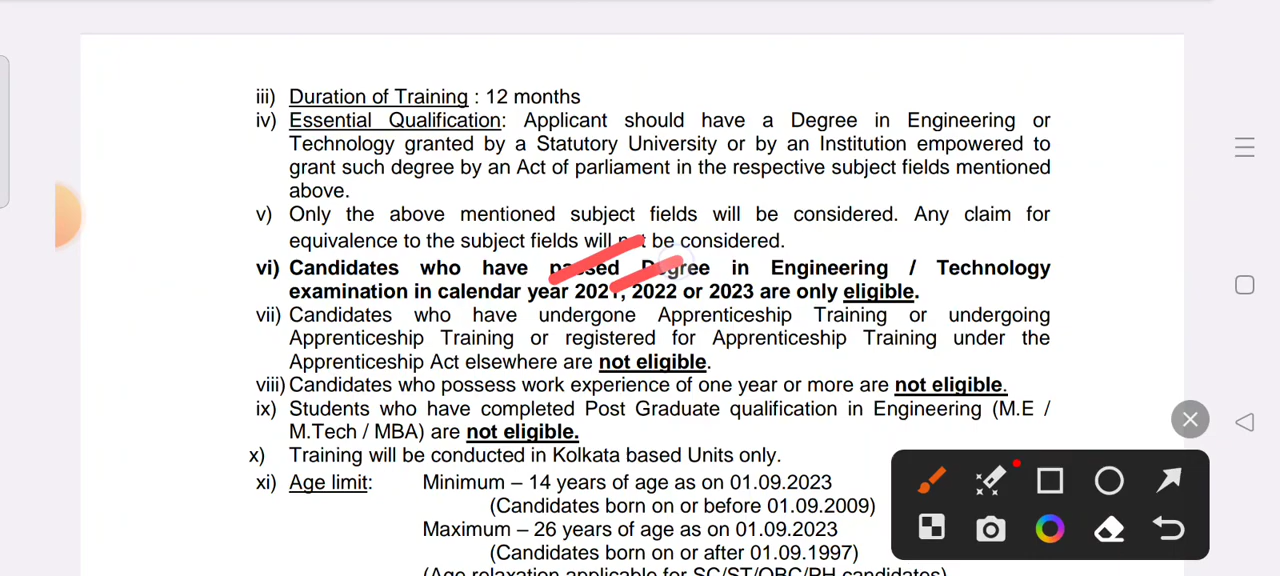 iii) Duration of Training : 12 months
iv) Essential Qualification: Applicant should have a Degree in Engineering or
Technology granted by a Statutory University or by an Institution empowered to
grant such degree by an Act of parliament in the respective subject fields mentioned
above.
v) Only the above mentioned subject fields will be considered. Any claim for
equivalence to the subject fields will not be considered.
vi) Candidates who have passed Degree in Engineering / Technology
examination in calendar year 2021, 2022 or 2023 are only eligible.
vii) Candidates who have undergone Apprenticeship Training or undergoing
Apprenticeship Training or registered for Apprenticeship Training under the
Apprenticeship Act elsewhere are not eligible.
viii) Candidates who possess work experience of one year or more are not eligible.
ix) Students who have completed Post Graduate qualification in Engineering (M.E /
M.Tech / MBA) are not eligible.
x) Training will be conducted in Kolkata based Units only.
xi) Age limit: Minimum – 14 years of age as on 01.09.2023
(Candidates born on or before 01.09.2009)
Maximum – 26 years of age as on 01.09.2023
(Candidates born on or after 01.09.1997)
(Age relaxation applicable for SC/ST/OBC/PH candidates)